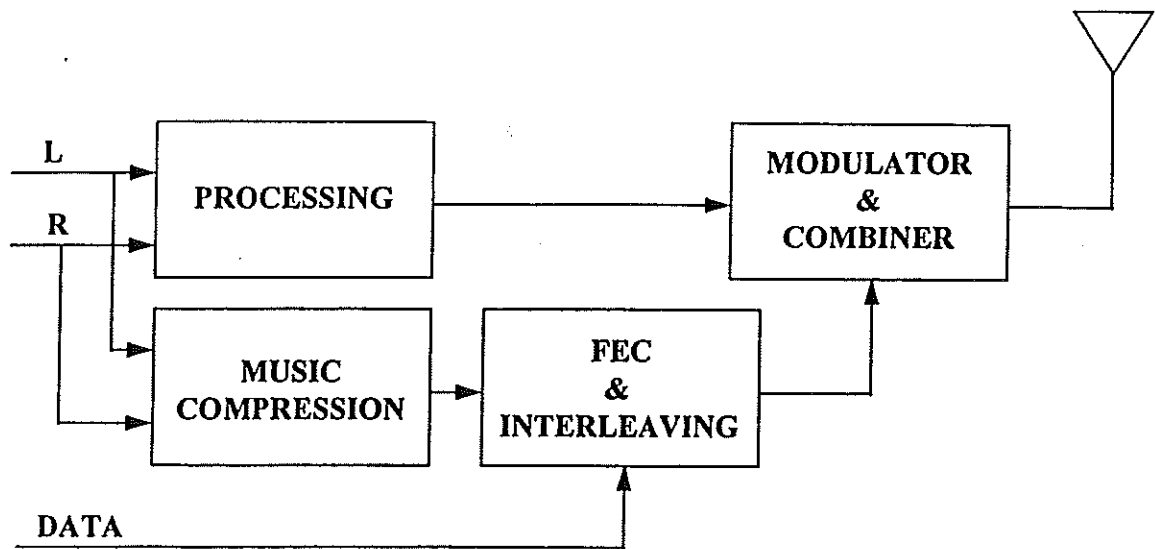 L
R
PROCESSING
MODULATOR
&
COMBINER
MUSIC
COMPRESSION
FEC
&
INTERLEAVING
DATA